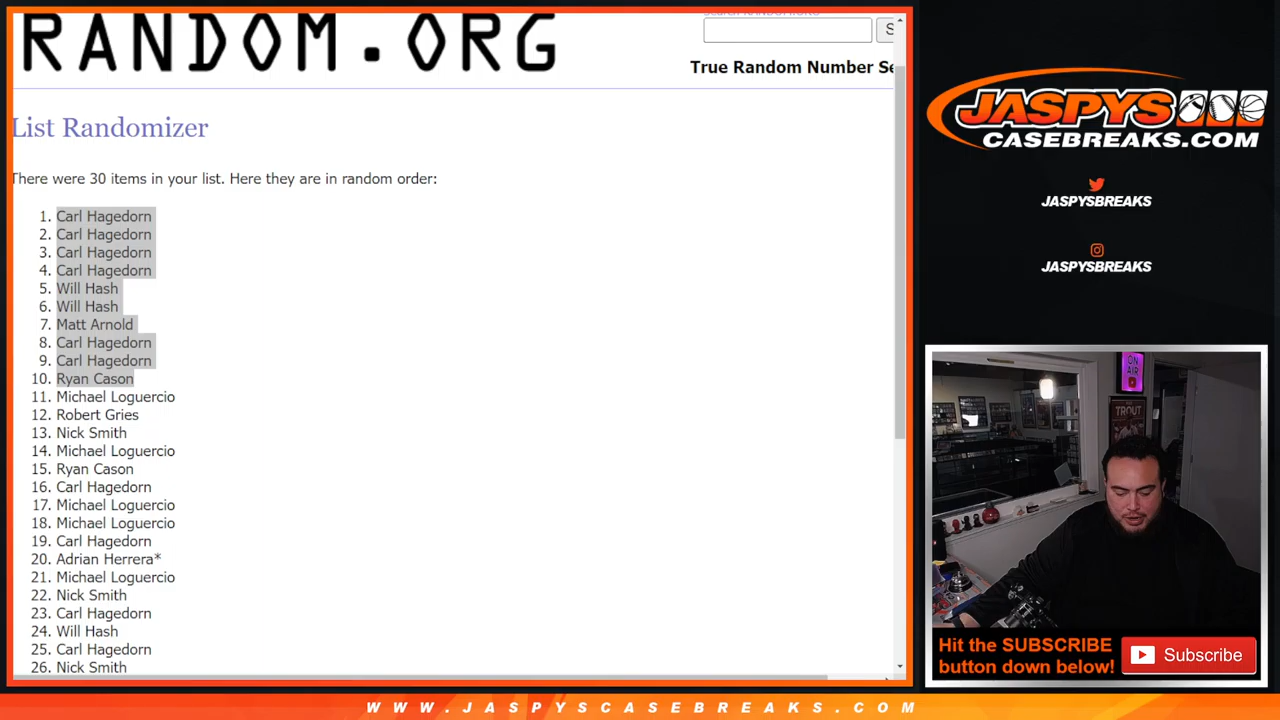 RANDOM.ORG
True Random Number Se
List Randomizer
There were 30 items in your list. Here they are in random order:
1. Carl Hagedorn
2. Carl Hagedorn
3. Carl Hagedorn
4. Carl Hagedorn
5. Will Hash
6. Will Hash
7. Matt Arnold
8. Carl Hagedorn
9. Carl Hagedorn
10. Ryan Cason
11. Michael Loguercio
12. Robert Gries
13. Nick Smith
14. Michael Loguercio
15. Ryan Cason
16. Carl Hagedorn
17. Michael Loguercio
18. Michael Loguercio
19. Carl Hagedorn
20. Adrian Herrera*
21. Michael Loguercio
22. Nick Smith
23. Carl Hagedorn
24. Will Hash
25. Carl Hagedorn
26. Nick Smith
JASPYS
CASEBREAKS.COM
JASPYSBREAKS
JASPYSBREAKS
ON
AIR
TROUT
Hit the SUBSCRIBE
button down below!
Subscribe
WWW.JASPYSCASEBREAKS.COM